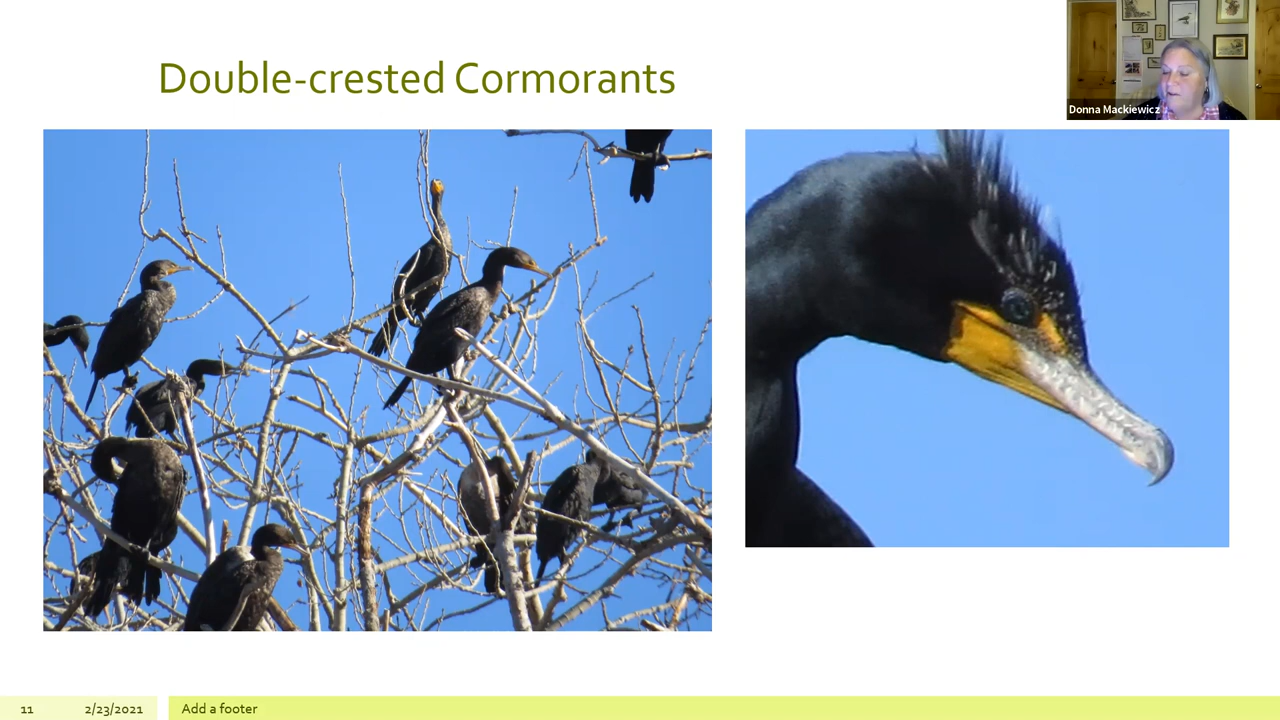 Double-crested Cormorants
Donna Mackiewicz
11
2/23/2021
Add a footer